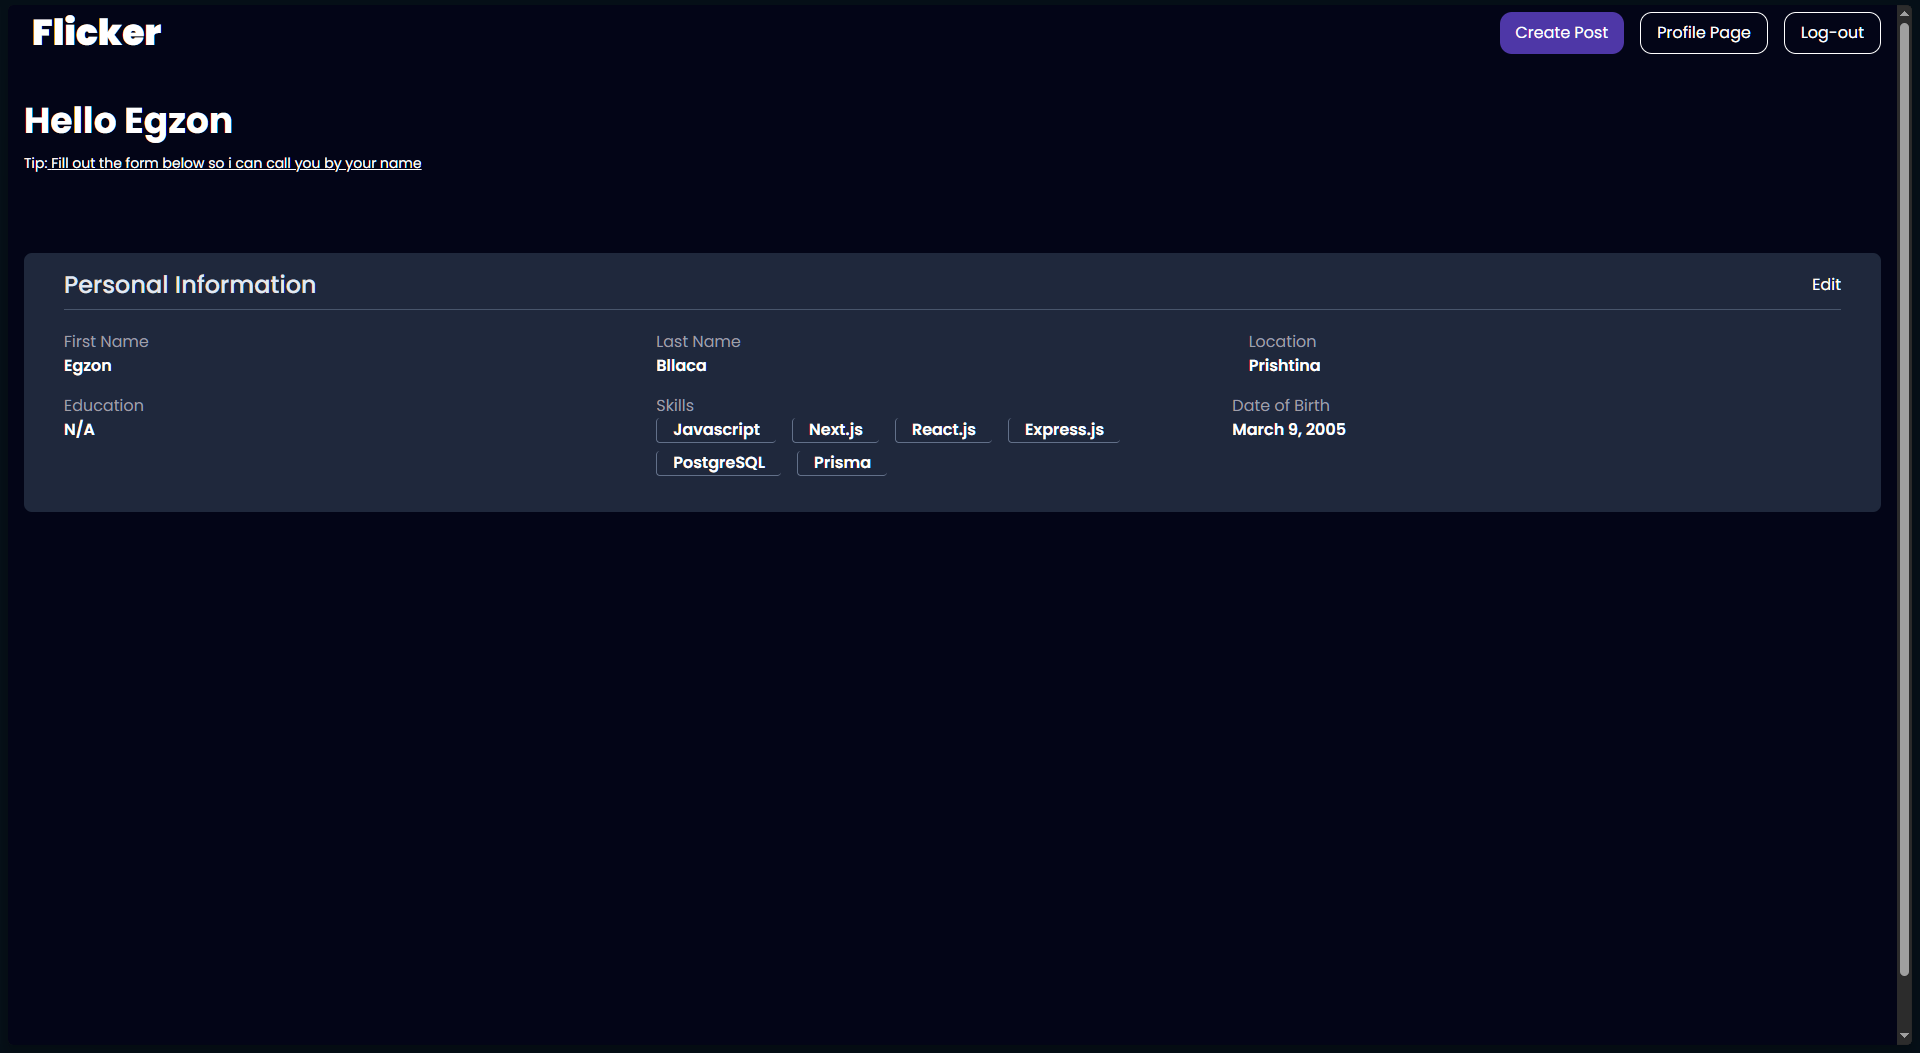 Flicker
Create Post
Profile Page
Log-out
Hello Egzon
Tip: Fill out the form below so i can call you by your name
Personal Information
Edit
First Name
Egzon
Last Name
Bllaca
Location
Prishtina
Education
N/A
Skills
Javascript
Next.js
React.js
Express.js
PostgreSQL
Prisma
Date of Birth
March 9, 2005